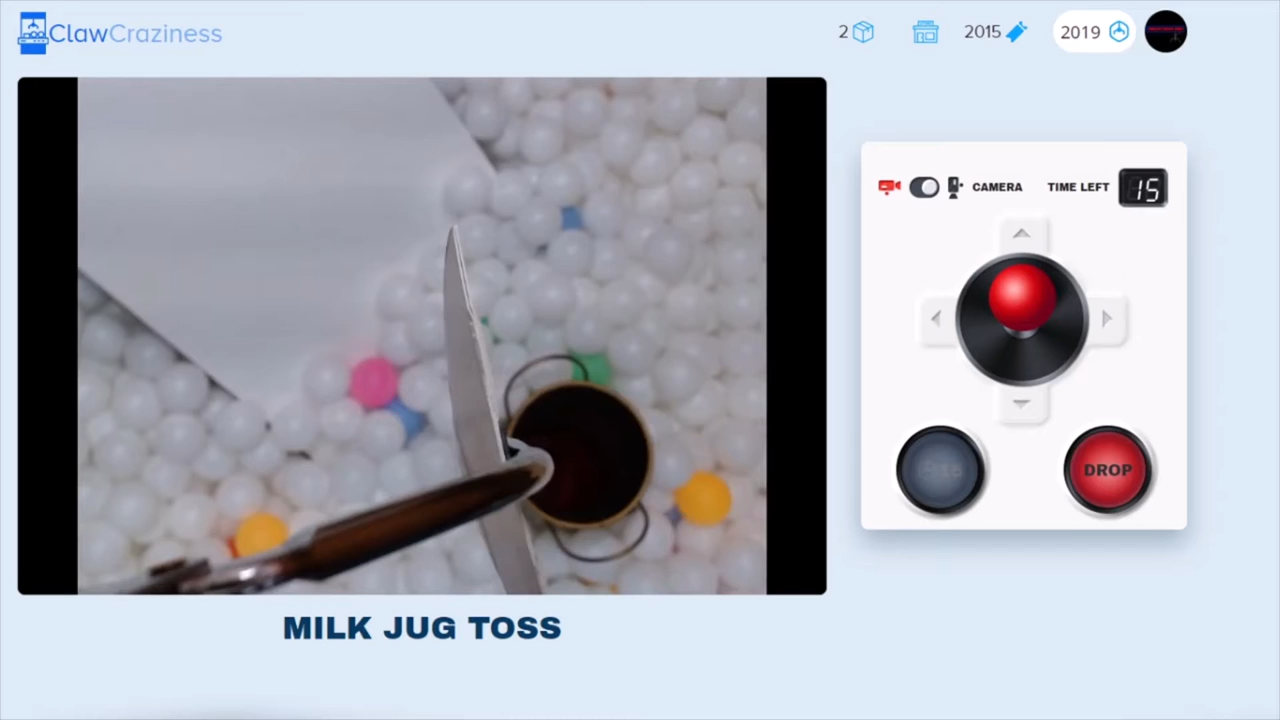 ClawCraziness
2
2015
2019
CAMERA
TIME LEFT
15
DROP
MILK JUG TOSS